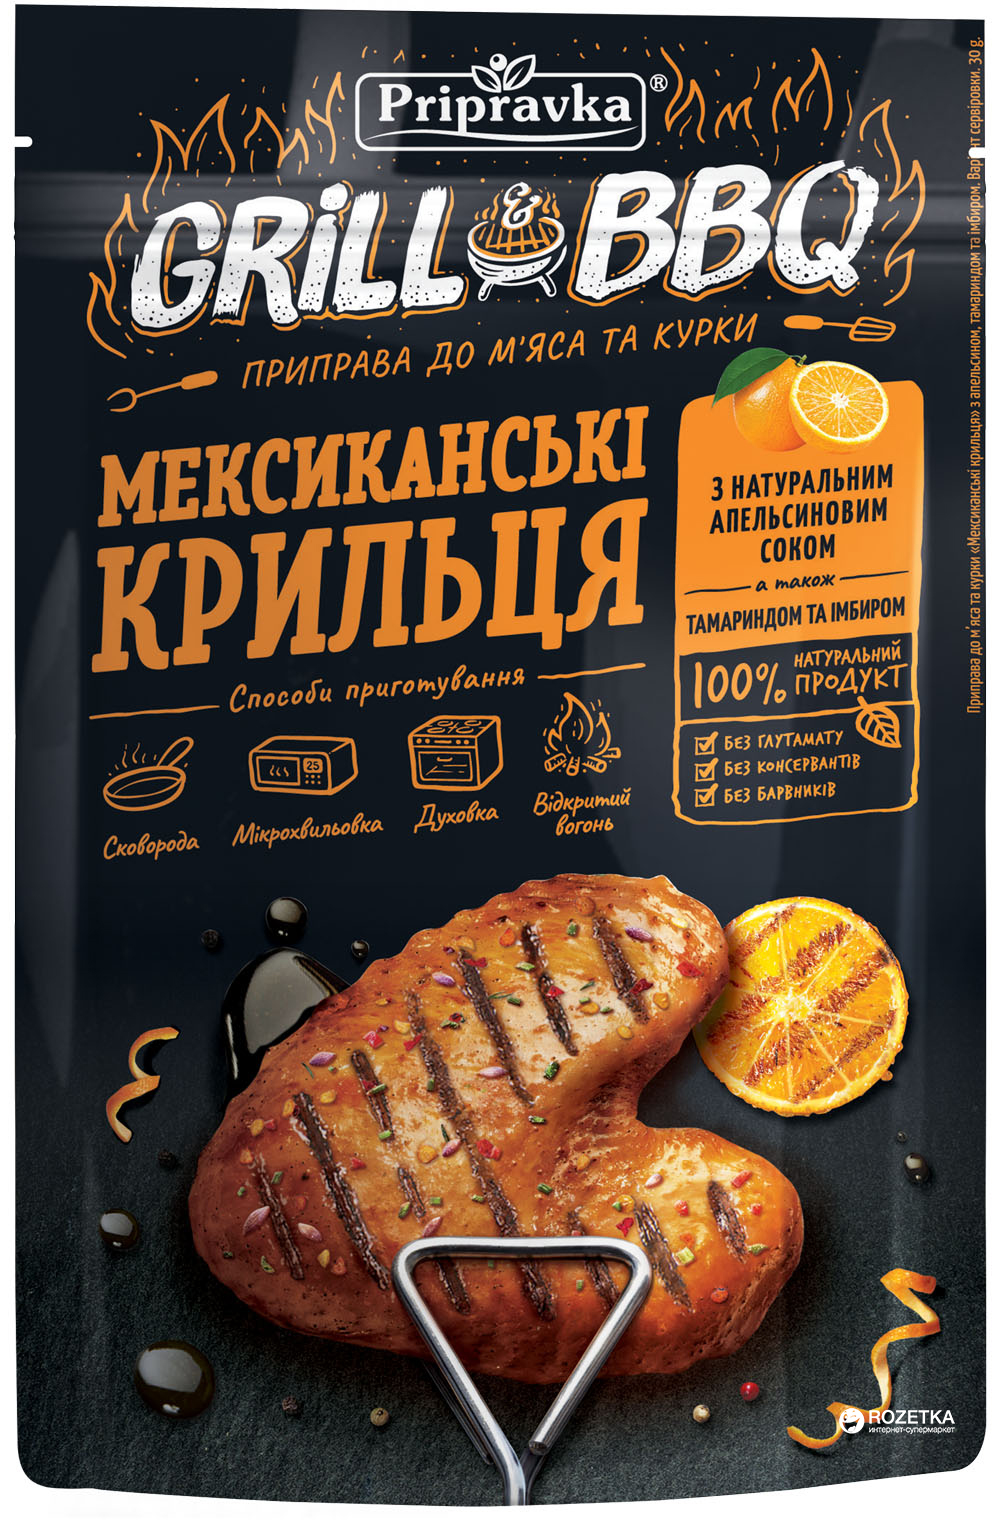 Pripravka®
GRILL & BBQ
ПРИПРАВА ДО М'ЯСА ТА КУРКИ
МЕКСИКАНСЬКІ
КРИЛЬЦЯ
З НАТУРАЛЬНИМ
АПЕЛЬСИНОВИМ
СОКОМ
а також
ТАМАРИНДОМ ТА ІМБИРОМ
100% НАТУРАЛЬНИЙ
ПРОДУКТ
БЕЗ ГЛУТАМАТУ
БЕЗ КОНСЕРВАНТІВ
БЕЗ БАРВНИКІВ
Способи приготування
25
Сковорода
Мікрохвильовка
Духовка
Відкритий
вогонь
Приправа до м'яса та курки «Мексиканські крильця» з апельсином, тамариндом та імбиром. Варіант сервіровки. 30 g.
ROZETKA
интернет-супермаркет